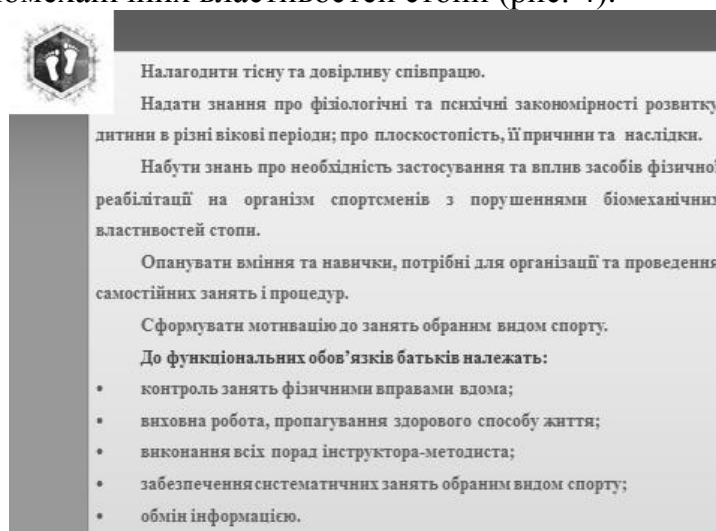 властивостей стопи (рис. 4).
Налагодити тісну та довірливу співпрацю.
Надати знання про фізіологічні та психічні закономірності розвитку
дитини в різні вікові періоди; про плоскостопість, її причини та наслідки.
Набути знань про необхідність застосування та вплив засобів фізичної
реабілітації на організм спортсменів з порушеннями біомеханічних
властивостей стопи.
Опанувати вміння та навички, потрібні для організації та проведення
самостійних занять і процедур.
Сформувати мотивацію до занять обраним видом спорту.
До функціональних обов’язків батьків належать:
• контроль занять фізичними вправами вдома;
• виховна робота, пропагування здорового способу життя;
• виконання всіх порад інструктора-методиста;
• забезпечення систематичних занять обраним видом спорту;
• обмін інформацією.